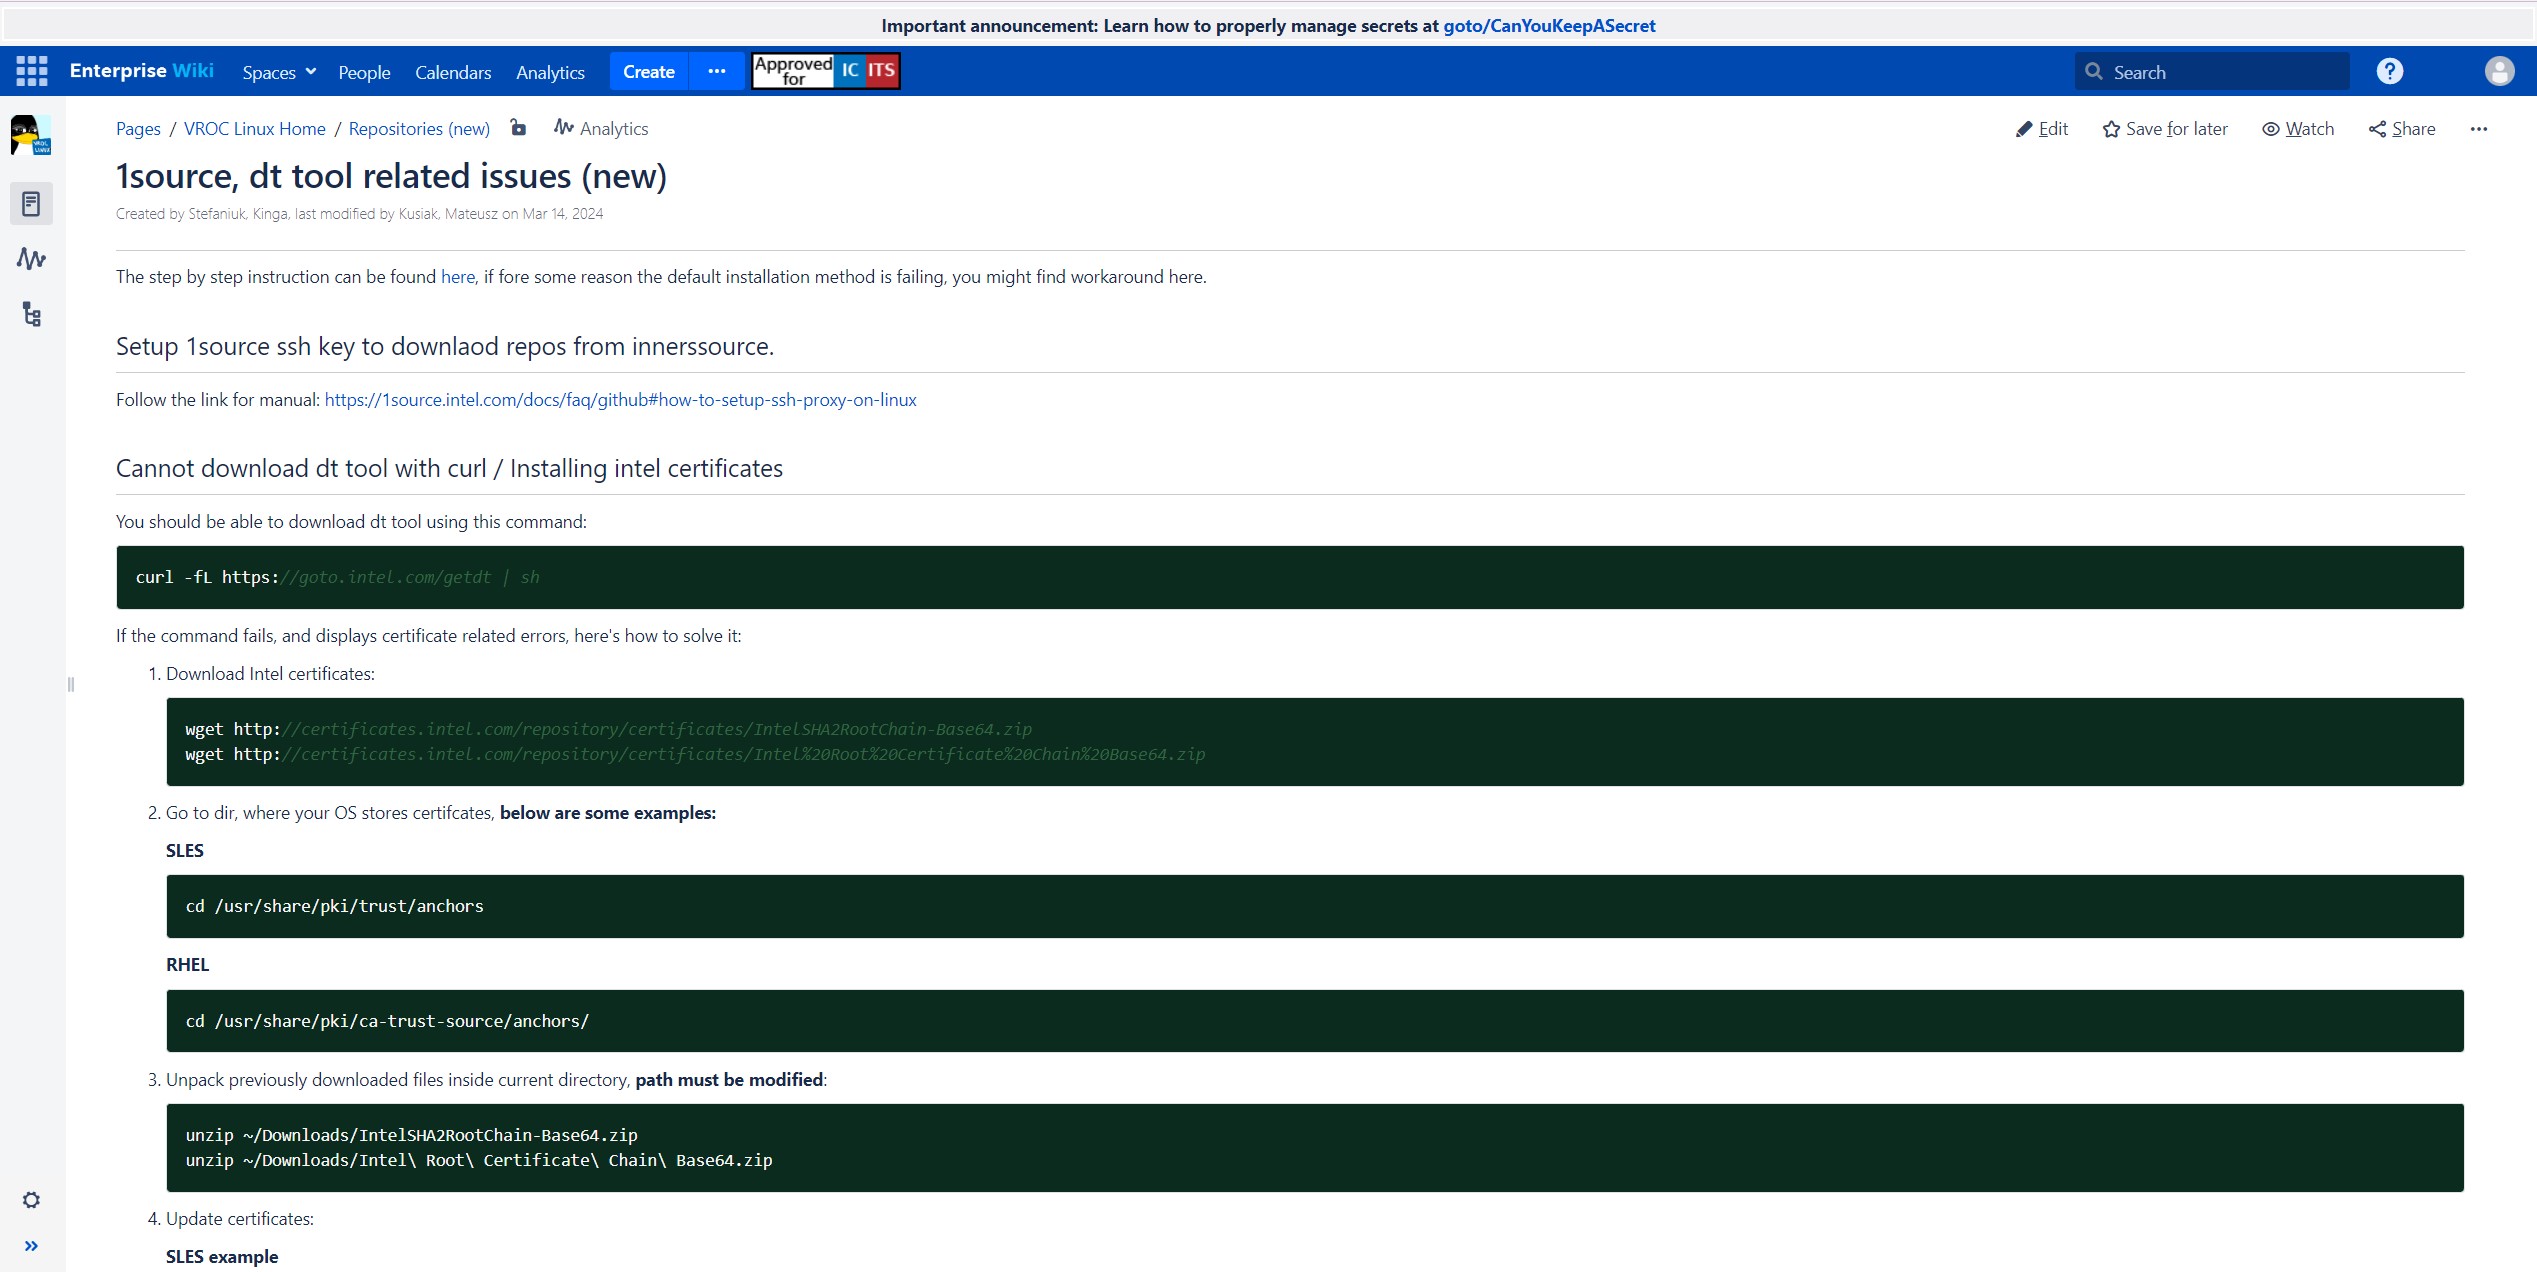 Important announcement: Learn how to properly manage secrets at goto/CanYouKeepASecret
Enterprise Wiki Spaces People Calendars Analytics Create ··· Approved for IC ITS Search
Pages / VROC Linux Home / Repositories (new) Analytics Edit Save for later Watch Share ···
1source, dt tool related issues (new)
Created by Stefaniuk, Kinga, last modified by Kusiak, Mateusz on Mar 14, 2024
The step by step instruction can be found here, if fore some reason the default installation method is failing, you might find workaround here.
Setup 1source ssh key to downlaod repos from innerssource.
Follow the link for manual: https://1source.intel.com/docs/faq/github#how-to-setup-ssh-proxy-on-linux
Cannot download dt tool with curl / Installing intel certificates
You should be able to download dt tool using this command:
curl -fL https://goto.intel.com/getdt | sh
If the command fails, and displays certificate related errors, here's how to solve it:
1. Download Intel certificates:
wget http://certificates.intel.com/repository/certificates/IntelSHA2RootChain-Base64.zip
wget http://certificates.intel.com/repository/certificates/Intel%20Root%20Certificate%20Chain%20Base64.zip
2. Go to dir, where your OS stores certifcates, below are some examples:
SLES
cd /usr/share/pki/trust/anchors
RHEL
cd /usr/share/pki/ca-trust-source/anchors/
3. Unpack previously downloaded files inside current directory, path must be modified:
unzip ~/Downloads/IntelSHA2RootChain-Base64.zip
unzip ~/Downloads/Intel\ Root\ Certificate\ Chain\ Base64.zip
4. Update certificates:
SLES example